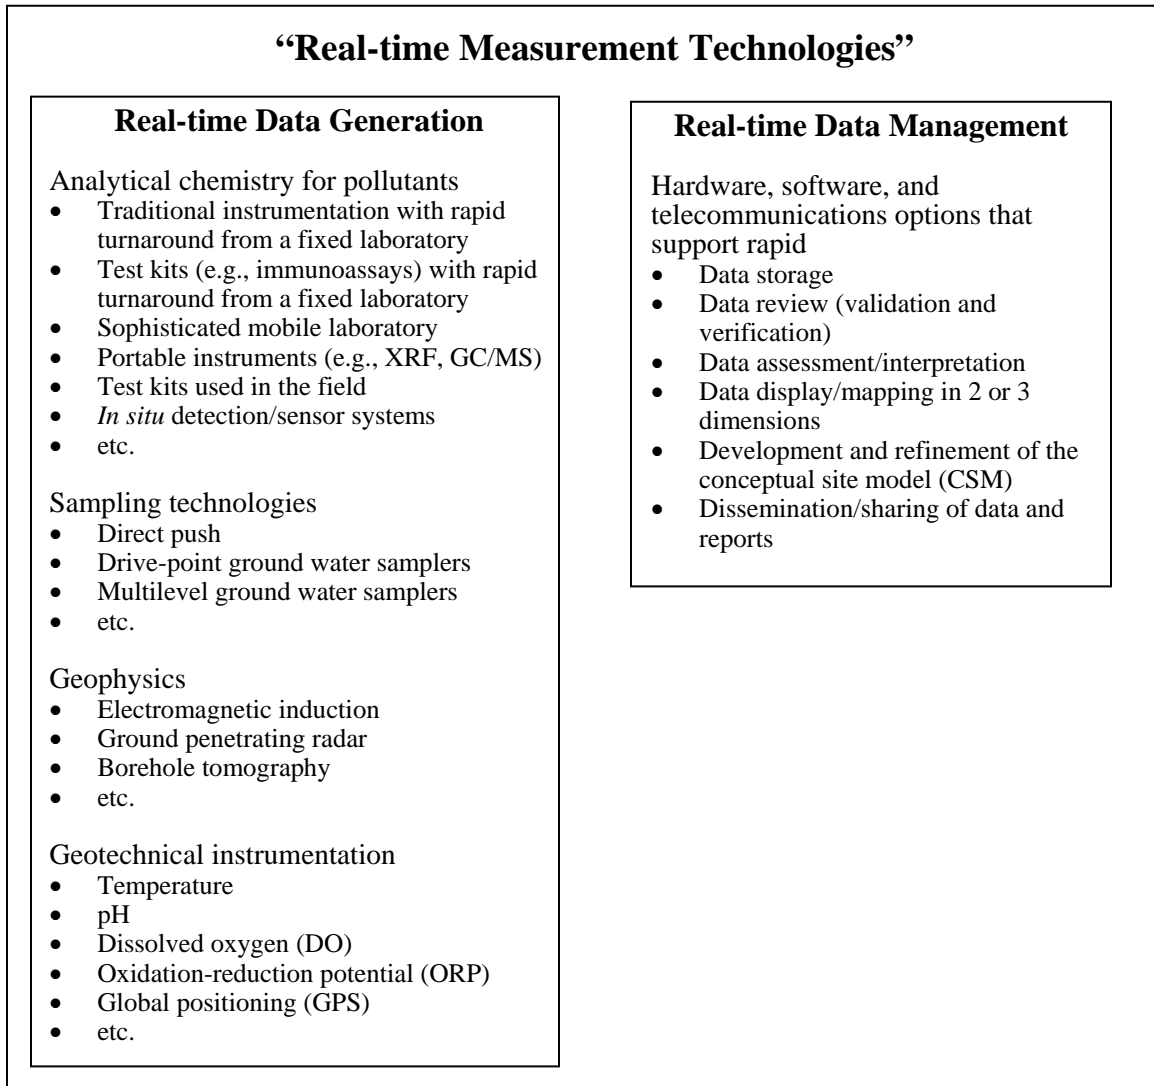 “Real-time Measurement Technologies”
Real-time Data Generation
Analytical chemistry for pollutants
• Traditional instrumentation with rapid
turnaround from a fixed laboratory
• Test kits (e.g., immunoassays) with rapid
turnaround from a fixed laboratory
• Sophisticated mobile laboratory
• Portable instruments (e.g., XRF, GC/MS)
• Test kits used in the field
• In situ detection/sensor systems
• etc.
Sampling technologies
• Direct push
• Drive-point ground water samplers
• Multilevel ground water samplers
• etc.
Geophysics
• Electromagnetic induction
• Ground penetrating radar
• Borehole tomography
• etc.
Geotechnical instrumentation
• Temperature
• pH
• Dissolved oxygen (DO)
• Oxidation-reduction potential (ORP)
• Global positioning (GPS)
• etc.
Real-time Data Management
Hardware, software, and
telecommunications options that
support rapid
• Data storage
• Data review (validation and
verification)
• Data assessment/interpretation
• Data display/mapping in 2 or 3
dimensions
• Development and refinement of the
conceptual site model (CSM)
• Dissemination/sharing of data and
reports